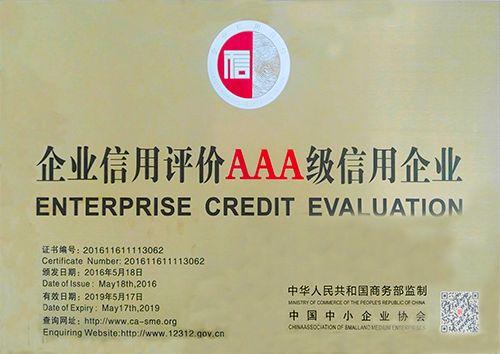 信
企业信用评价AAA级信用企业
ENTERPRISE CREDIT EVALUATION
证书编号: 201611611113062
Certificate Number: 201611611113062
颁发日期: 2016年5月18日
Date of Issue : May18th,2016
有效日期: 2019年5月17日
Date of Expiry : May17th,2019
查询网址: http://www.ca-sme.org
Enquiring Website:http://www.12312.gov.cn
中华人民共和国商务部监制
MINISTRY OF COMMERCE OF THE PEOPLE'S REPUBLIC OF CHINA
中国中小企业协会
CHINAASSOCIATION OF SMALLAND MEDIUM ENTERPRISES